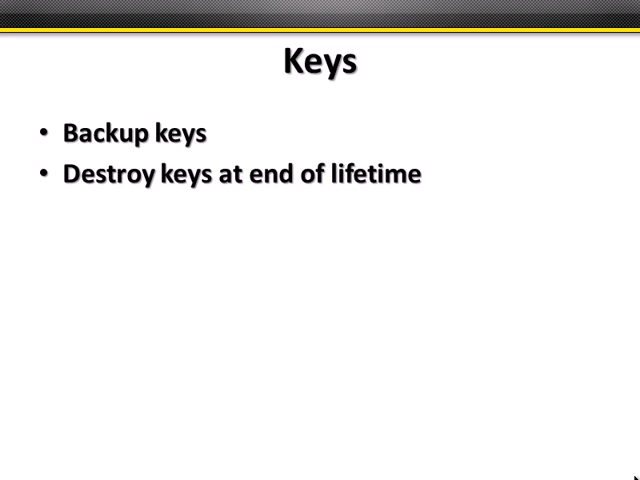 Keys
• Backup keys
• Destroy keys at end of lifetime